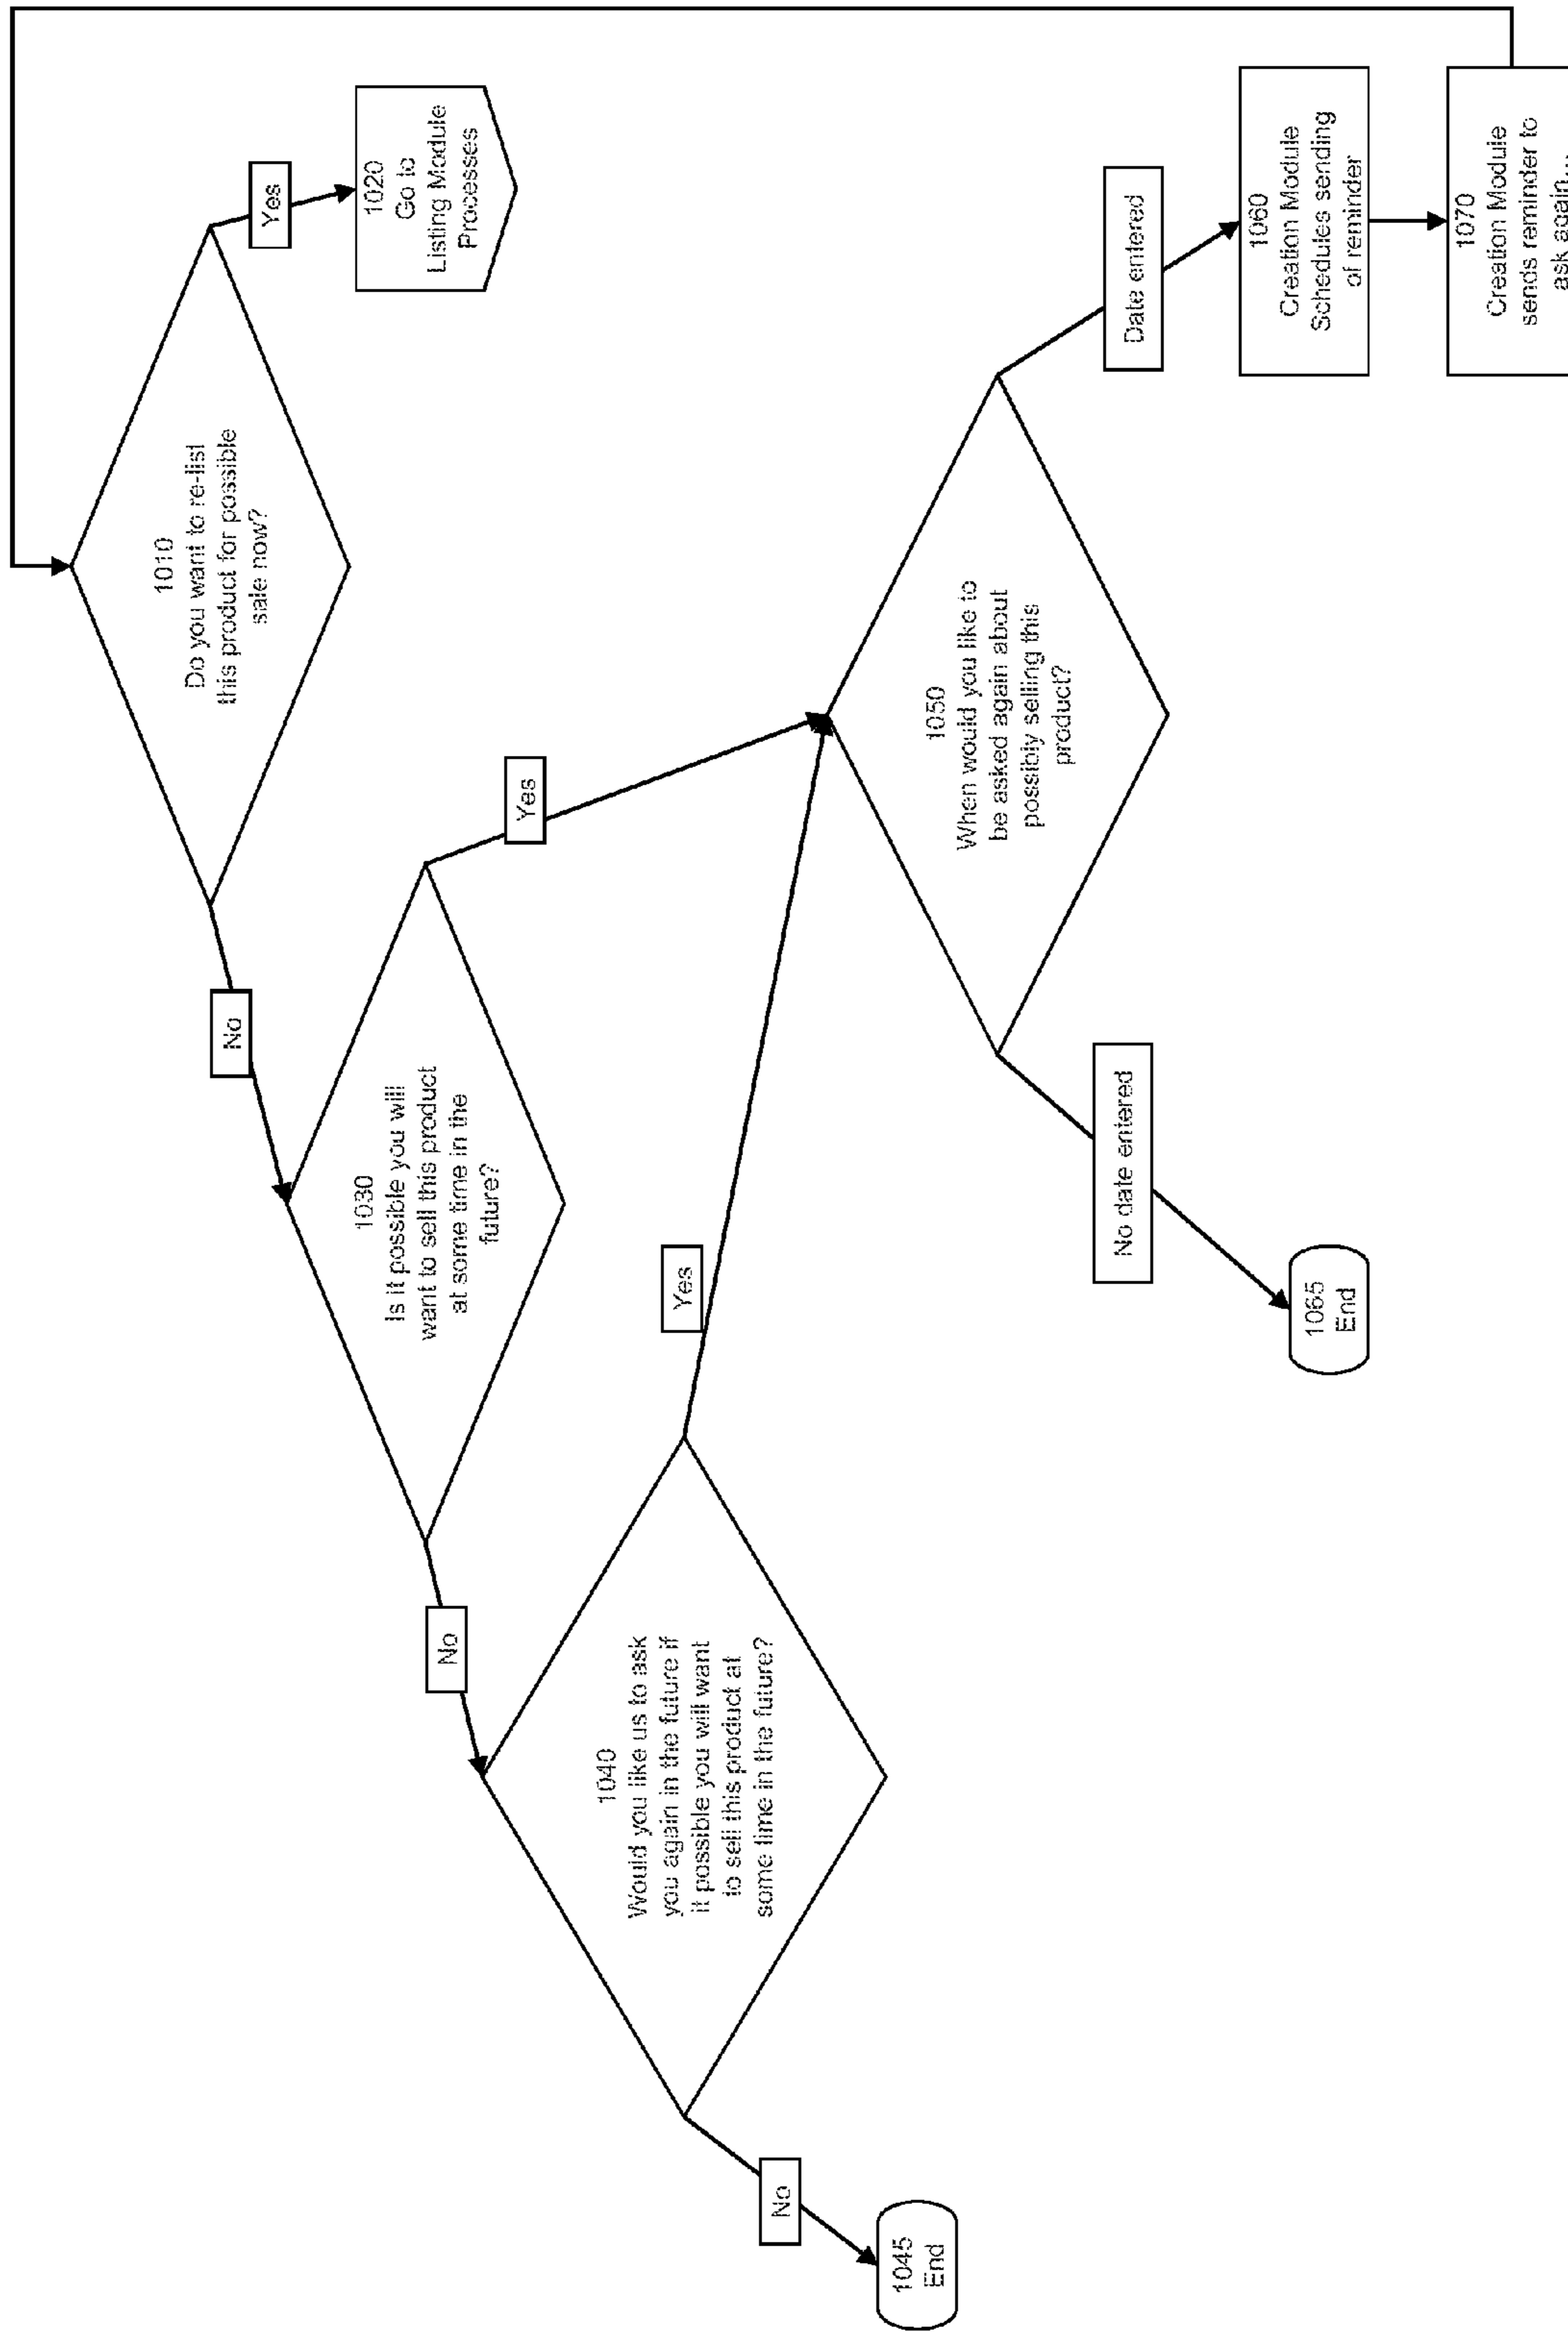 1010
Do you want to re-list
this product for possible
sale now?
Yes
1020
Go to
Listing Module
Processes
No
1030
Is it possible you will
want to sell this product
at some time in the
future?
Yes
No
1040
Would you like us to ask
you again in the future if
it possible you will want
to sell this product at
some time in the future?
Yes
No
1045
End
1050
When would you like to
be asked again about
possibly selling this
product?
Date entered
No date entered
1065
End
1060
Creation Module
Schedules sending
of reminder
1070
Creation Module
sends reminder to
ask again...